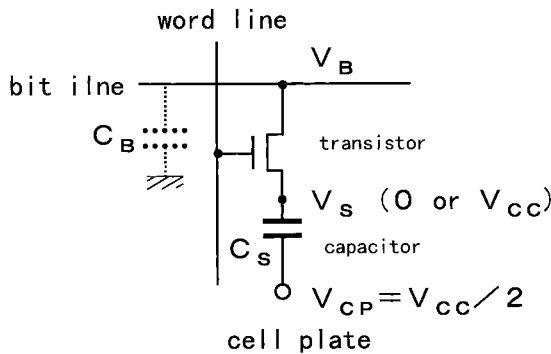 word line
V_B
bit ilne
C_B
transistor
V_S (0 or V_CC)
C_S
capacitor
V_CP=V_CC/2
cell plate